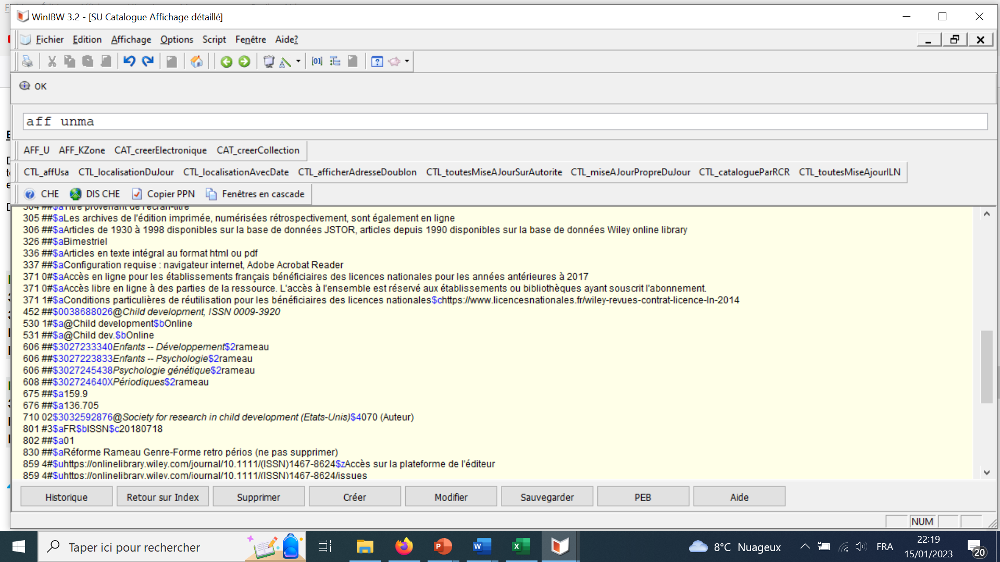 WinIBW 3.2 - [SU Catalogue Affichage détaillé]
Fichier Edition Affichage Options Script Fenêtre Aide?
[01]
OK
aff unma
AFF_U AFF_KZone CAT_creerElectronique CAT_creerCollection
CTL_affUsa CTL_localisationDuJour CTL_localisationAvecDate CTL_afficherAdresseDoublon CTL_toutesMiseAJourSurAutorite CTL_miseAJourPropreDuJour CTL_catalogueParRCR CTL_toutesMiseAjourILN
CHE DIS CHE Copier PPN Fenêtres en cascade
304 ##$aTitre provenant de l'écran-titre
305 ##$aLes archives de l'édition imprimée, numérisées rétrospectivement, sont également en ligne
306 ##$aArticles de 1930 à 1998 disponibles sur la base de données JSTOR, articles depuis 1990 disponibles sur la base de données Wiley online library
326 ##$aBimestriel
336 ##$aArticles en texte intégral au format html ou pdf
337 ##$aConfiguration requise : navigateur internet, Adobe Acrobat Reader
371 0#$aAccès en ligne pour les établissements français bénéficiaires des licences nationales pour les années antérieures à 2017
371 0#$aAccès libre en ligne à des parties de la ressource. L'accès à l'ensemble est réservé aux établissements ou bibliothèques ayant souscrit l'abonnement.
371 1#$aConditions particulières de réutilisation pour les bénéficiaires des licences nationales$chttps://www.licencesnationales.fr/wiley-revues-contrat-licence-ln-2014
452 ##$0038688026@Child development, ISSN 0009-3920
530 1#$a@Child development$bOnline
531 ##$a@Child dev.$bOnline
606 ##$3027233340Enfants -- Développement$2rameau
606 ##$3027223833Enfants -- Psychologie$2rameau
606 ##$3027245438Psychologie génétique$2rameau
608 ##$302724640XPériodiques$2rameau
675 ##$a159.9
676 ##$a136.705
710 02$3032592876@Society for research in child development (Etats-Unis)$4070 (Auteur)
801 #3$aFR$bISSN$c20180718
802 ##$a01
830 ##$aRéforme Rameau Genre-Forme retro périos (ne pas supprimer)
859 4#$uhttps://onlinelibrary.wiley.com/journal/10.1111/(ISSN)1467-8624$zAccès sur la plateforme de l'éditeur
859 4#$uhttps://onlinelibrary.wiley.com/journal/10.1111/(ISSN)1467-8624/issues
Historique Retour sur Index Supprimer Créer Modifier Sauvegarder PEB Aide
NUM
Taper ici pour rechercher
8°C Nuageux
FRA
22:19
15/01/2023
20